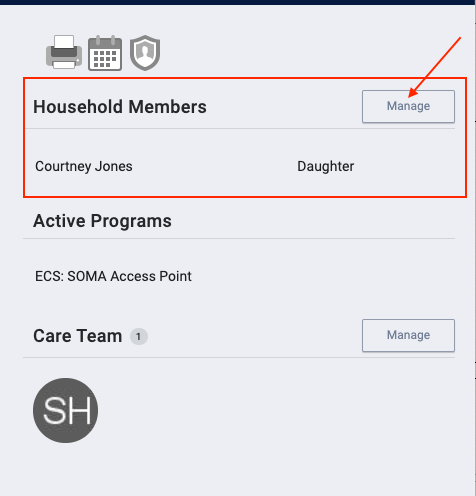 Household Members Manage
Courtney Jones Daughter
Active Programs
ECS: SOMA Access Point
Care Team 1 Manage
SH